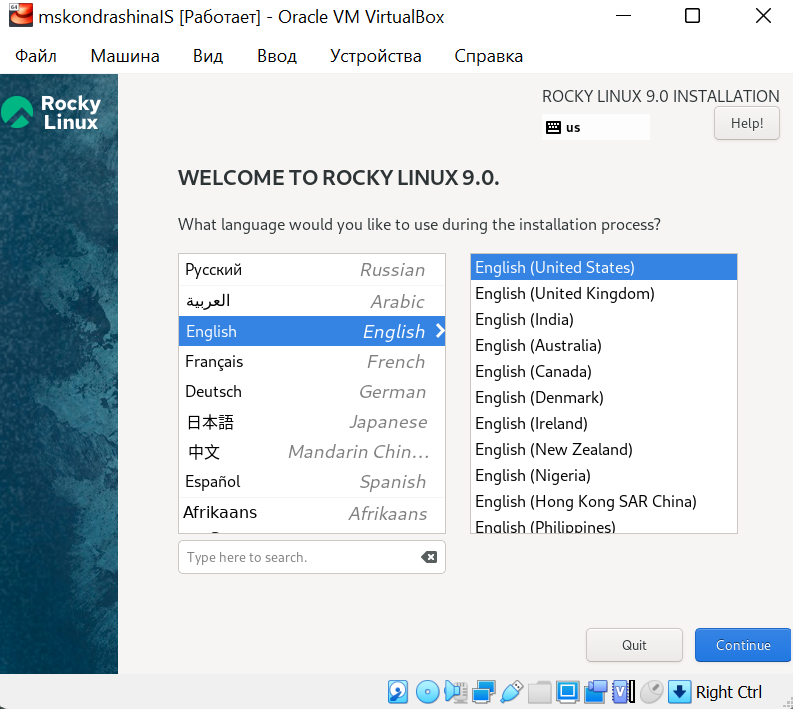 mskondrashinaIS [Работает] - Oracle VM VirtualBox
Файл Машина Вид Ввод Устройства Справка
Rocky
Linux
ROCKY LINUX 9.0 INSTALLATION
us
Help!
WELCOME TO ROCKY LINUX 9.0.
What language would you like to use during the installation process?
Русский Russian
العربية Arabic
English English
Français French
Deutsch German
日本語 Japanese
中文 Mandarin Chin...
Español Spanish
Afrikaans Afrikaans
Type here to search.
English (United States)
English (United Kingdom)
English (India)
English (Australia)
English (Canada)
English (Denmark)
English (Ireland)
English (New Zealand)
English (Nigeria)
English (Hong Kong SAR China)
English (Philippines)
Quit
Continue
Right Ctrl